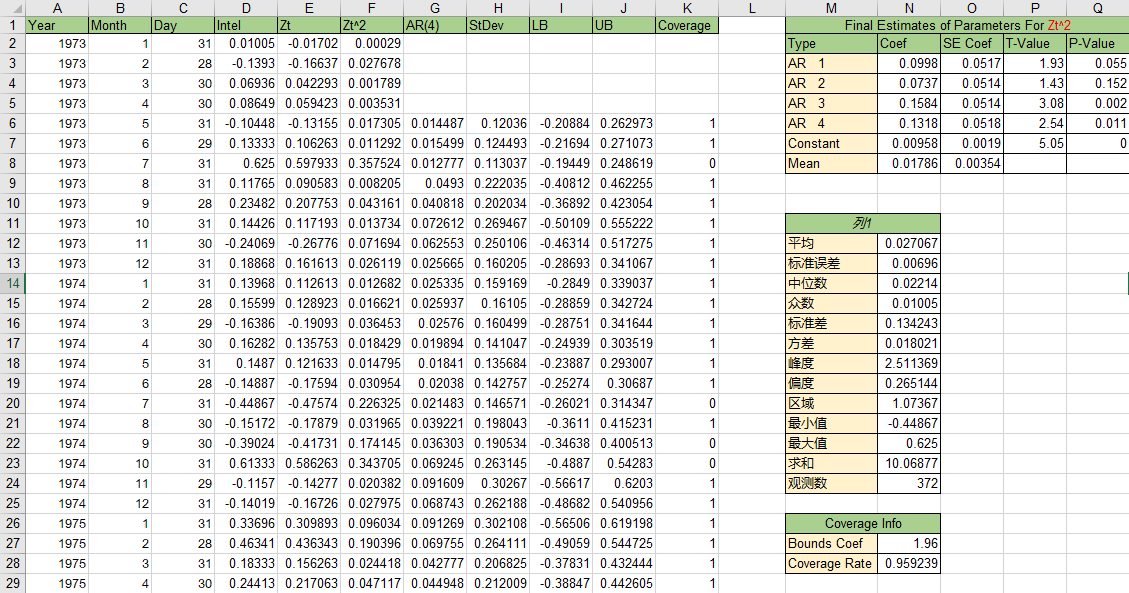 A B C D E F G H I J K L M N O P Q
1 Year Month Day Intel Zt Zt^2 AR(4) StDev LB UB Coverage Final Estimates of Parameters For Zt^2
2 1973 1 31 0.01005 -0.01702 0.00029 Type Coef SE Coef T-Value P-Value
3 1973 2 28 -0.1393 -0.16637 0.027678 AR 1 0.0998 0.0517 1.93 0.055
4 1973 3 30 0.06936 0.042293 0.001789 AR 2 0.0737 0.0514 1.43 0.152
5 1973 4 30 0.08649 0.059423 0.003531 AR 3 0.1584 0.0514 3.08 0.002
6 1973 5 31 -0.10448 -0.13155 0.017305 0.014487 0.12036 -0.20884 0.262973 1 AR 4 0.1318 0.0518 2.54 0.011
7 1973 6 29 0.13333 0.106263 0.011292 0.015499 0.124493 -0.21694 0.271073 1 Constant 0.00958 0.0019 5.05 0
8 1973 7 31 0.625 0.597933 0.357524 0.012777 0.113037 -0.19449 0.248619 0 Mean 0.01786 0.00354
9 1973 8 31 0.11765 0.090583 0.008205 0.0493 0.222035 -0.40812 0.462255 1
10 1973 9 28 0.23482 0.207753 0.043161 0.040818 0.202034 -0.36892 0.423054 1
11 1973 10 31 0.14426 0.117193 0.013734 0.072612 0.269467 -0.50109 0.555222 1 列1
12 1973 11 30 -0.24069 -0.26776 0.071694 0.062553 0.250106 -0.46314 0.517275 1 平均 0.027067
13 1973 12 31 0.18868 0.161613 0.026119 0.025665 0.160205 -0.28693 0.341067 1 标准误差 0.00696
14 1974 1 31 0.13968 0.112613 0.012682 0.025335 0.159169 -0.2849 0.339037 1 中位数 0.02214
15 1974 2 28 0.15599 0.128923 0.016621 0.025937 0.16105 -0.28859 0.342724 1 众数 0.01005
16 1974 3 29 -0.16386 -0.19093 0.036453 0.02576 0.160499 -0.28751 0.341644 1 标准差 0.134243
17 1974 4 30 0.16282 0.135753 0.018429 0.019894 0.141047 -0.24939 0.303519 1 方差 0.018021
18 1974 5 31 0.1487 0.121633 0.014795 0.01841 0.135684 -0.23887 0.293007 1 峰度 2.511369
19 1974 6 28 -0.14887 -0.17594 0.030954 0.02038 0.142757 -0.25274 0.30687 1 偏度 0.265144
20 1974 7 31 -0.44867 -0.47574 0.226325 0.021483 0.146571 -0.26021 0.314347 0 区域 1.07367
21 1974 8 30 -0.15172 -0.17879 0.031965 0.039221 0.198043 -0.3611 0.415231 1 最小值 -0.44867
22 1974 9 30 -0.39024 -0.41731 0.174145 0.036303 0.190534 -0.34638 0.400513 0 最大值 0.625
23 1974 10 31 0.61333 0.586263 0.343705 0.069245 0.263145 -0.4887 0.54283 0 求和 10.06877
24 1974 11 29 -0.1157 -0.14277 0.020382 0.091609 0.30267 -0.56617 0.6203 1 观测数 372
25 1974 12 31 -0.14019 -0.16726 0.027975 0.068743 0.262188 -0.48682 0.540956 1
26 1975 1 31 0.33696 0.309893 0.096034 0.091269 0.302108 -0.56506 0.619198 1 Coverage Info
27 1975 2 28 0.46341 0.436343 0.190396 0.069755 0.264111 -0.49059 0.544725 1 Bounds Coef 1.96
28 1975 3 31 0.18333 0.156263 0.024418 0.042777 0.206825 -0.37831 0.432444 1 Coverage Rate 0.959239
29 1975 4 30 0.24413 0.217063 0.047117 0.044948 0.212009 -0.38847 0.442605 1